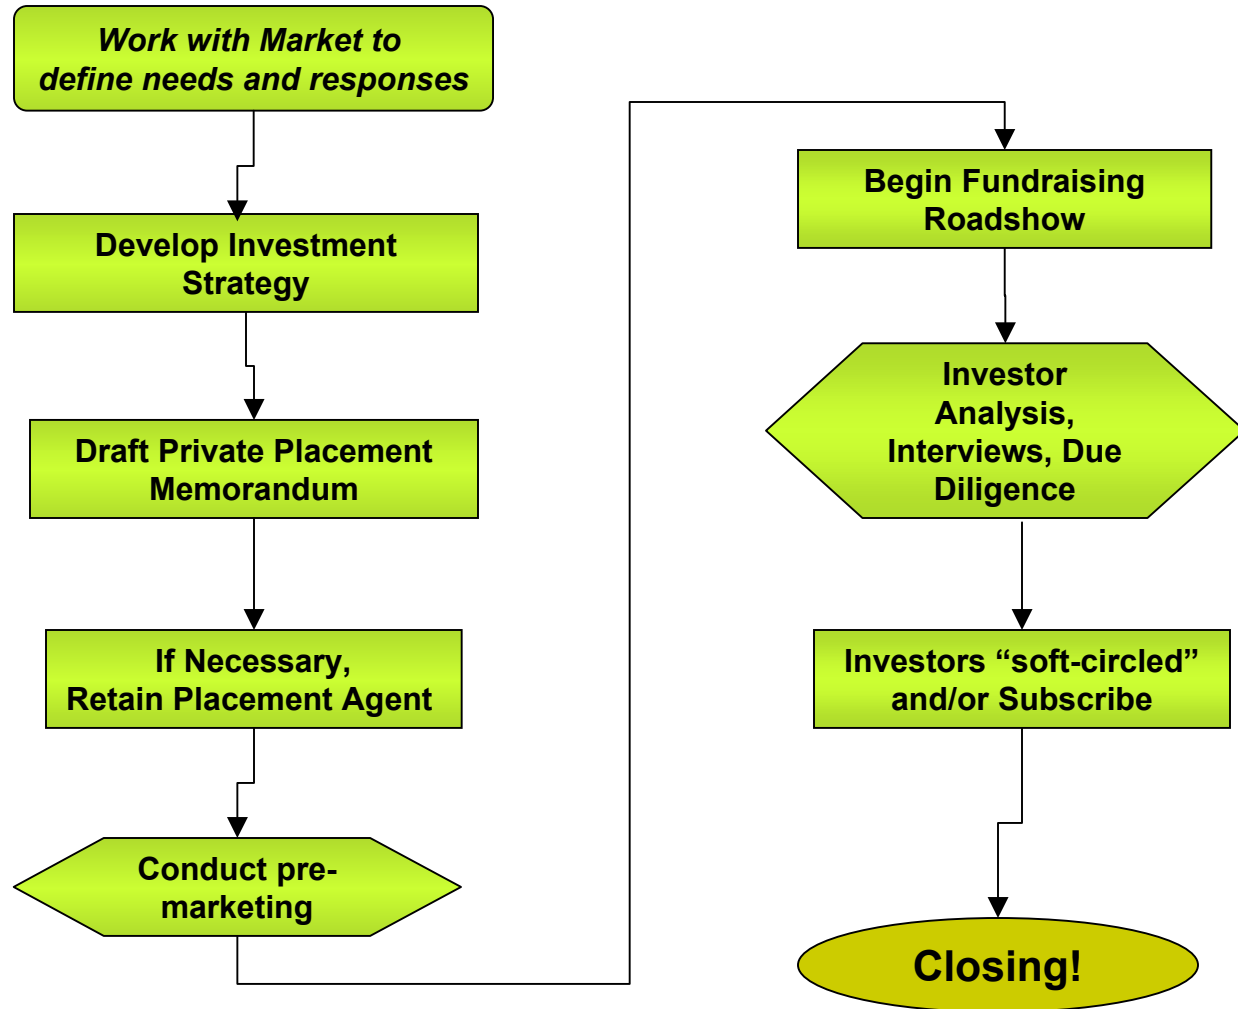 Work with Market to
define needs and responses
Develop Investment
Strategy
Draft Private Placement
Memorandum
If Necessary,
Retain Placement Agent
Conduct pre-
marketing
Begin Fundraising
Roadshow
Investor
Analysis,
Interviews, Due
Diligence
Investors “soft-circled”
and/or Subscribe
Closing!